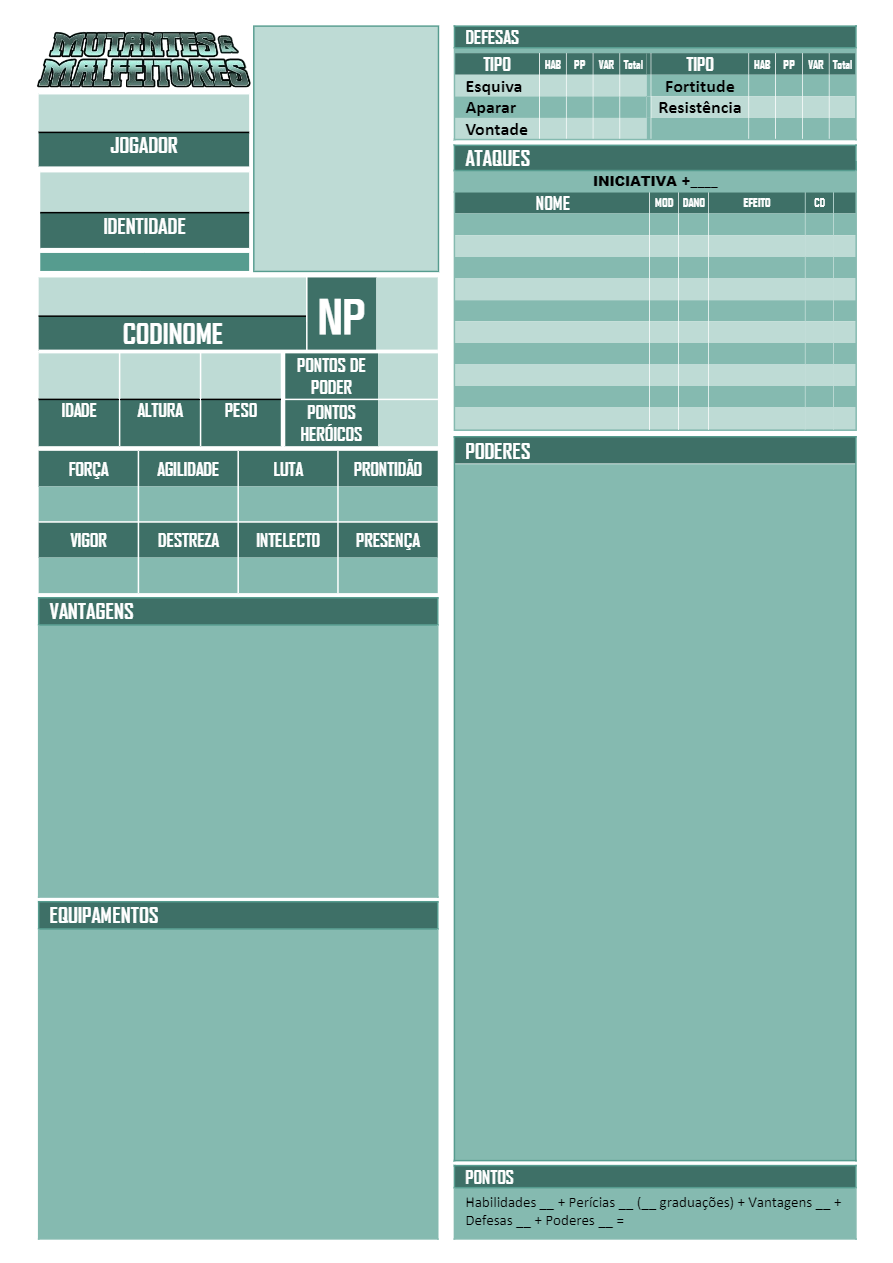 MUTANTES &
MALFEITORES
JOGADOR
IDENTIDADE
CODINOME
NP
IDADE ALTURA PESO
PONTOS DE
PODER
PONTOS
HERÓICOS
FORÇA AGILIDADE LUTA PRONTIDÃO
VIGOR DESTREZA INTELECTO PRESENÇA
VANTAGENS
EQUIPAMENTOS
DEFESAS
TIPO HAB PP VAR Total TIPO HAB PP VAR Total
Esquiva Fortitude
Aparar Resistência
Vontade
ATAQUES
INICIATIVA +____
NOME MOD DANO EFEITO CD
PODERES
PONTOS
Habilidades __ + Perícias __ (__ graduações) + Vantagens __ +
Defesas __ + Poderes __ =